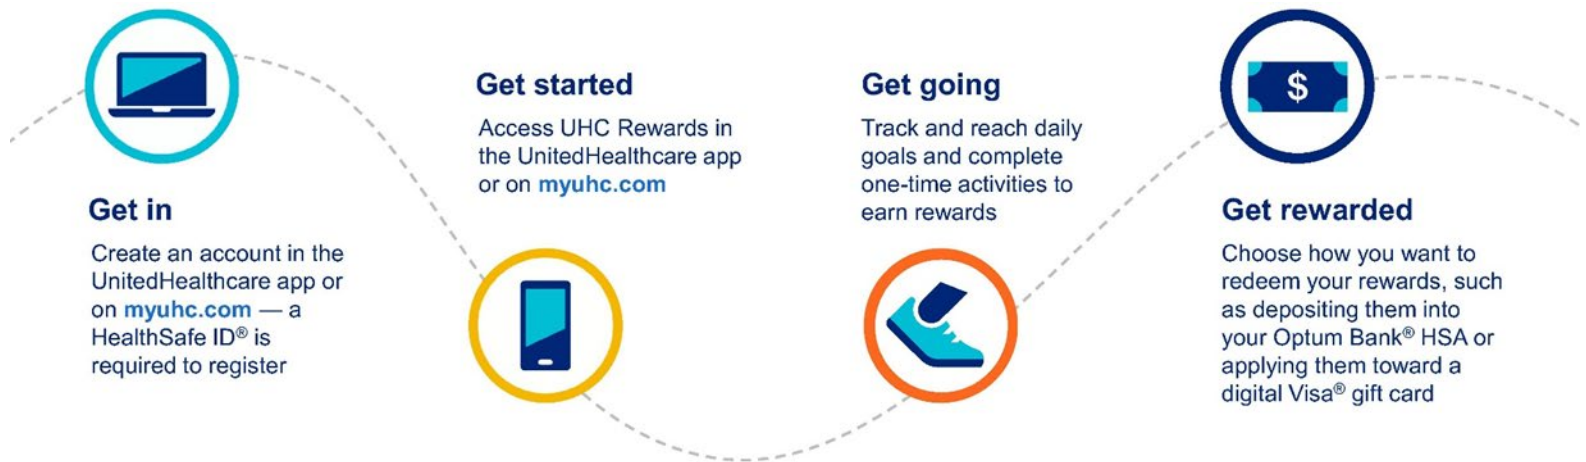 Get in
Create an account in the
UnitedHealthcare app or
on myuhc.com — a
HealthSafe ID® is
required to register
Get started
Access UHC Rewards in
the UnitedHealthcare app
or on myuhc.com
Get going
Track and reach daily
goals and complete
one-time activities to
earn rewards
$
Get rewarded
Choose how you want to
redeem your rewards, such
as depositing them into
your Optum Bank® HSA or
applying them toward a
digital Visa® gift card